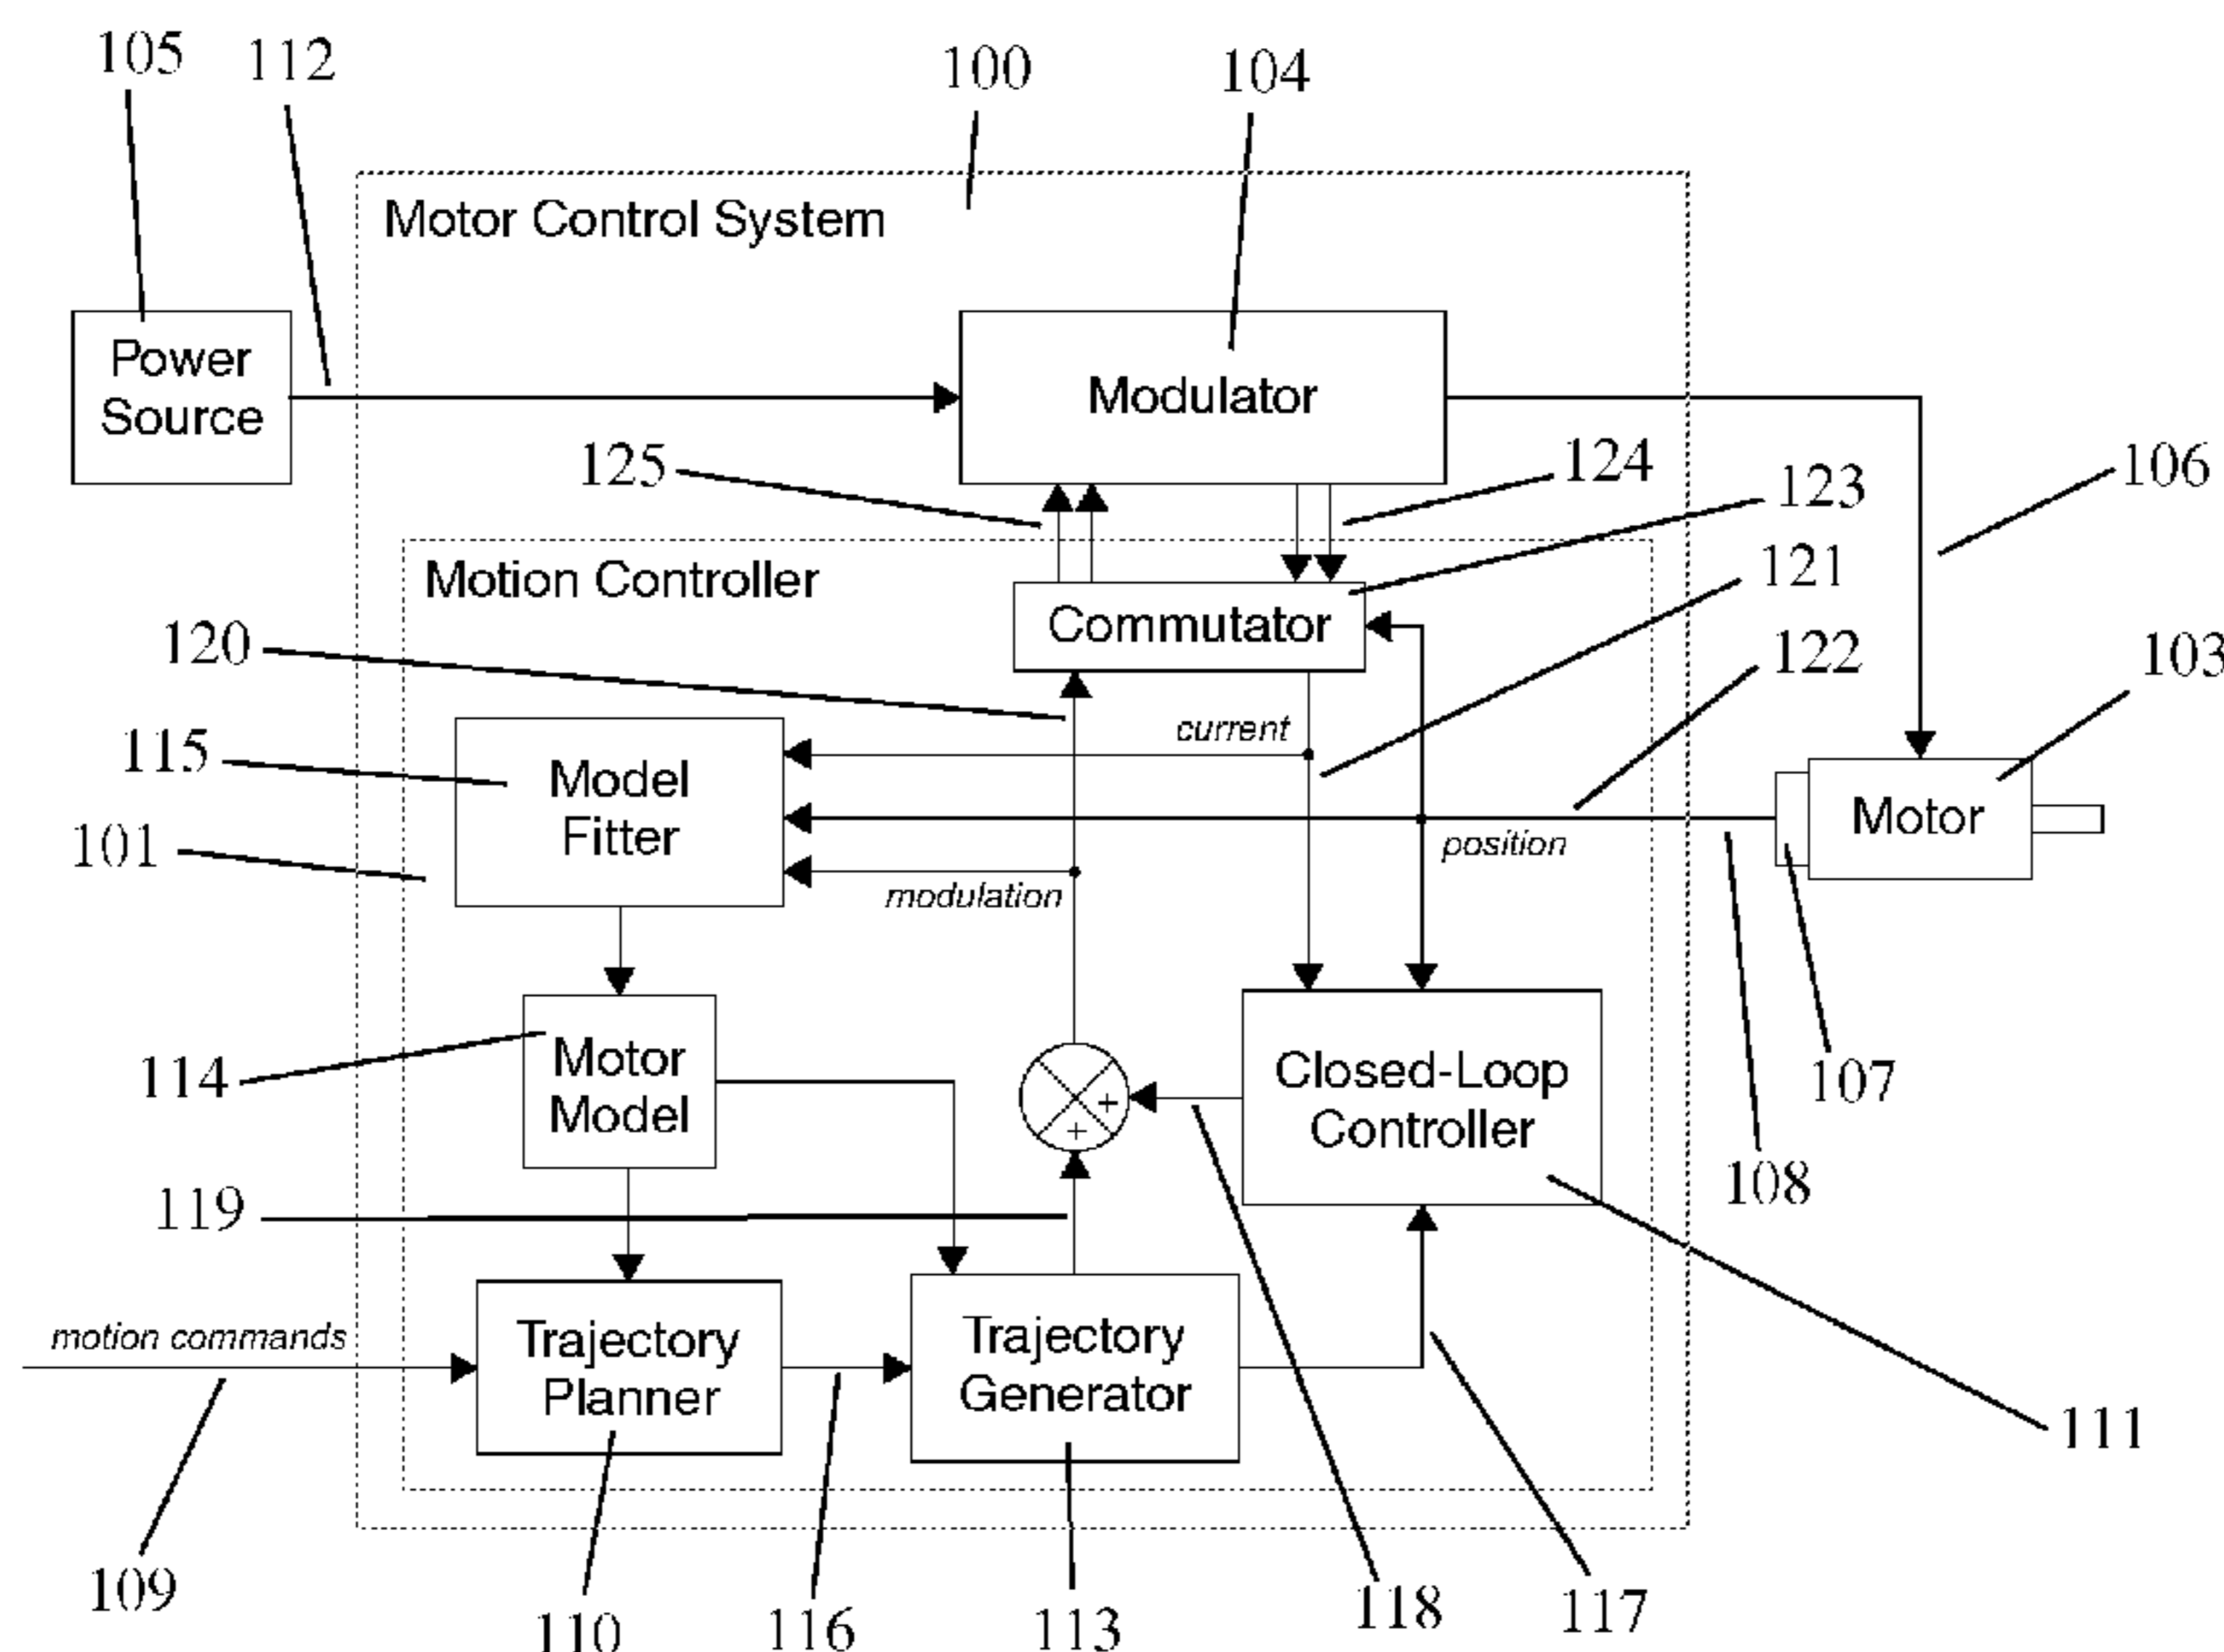 105
112
100
104
Motor Control System
Power
Source
Modulator
125
124
123
106
121
Motion Controller
Commutator
120
122
103
current
115
Model
Fitter
Motor
101
position
modulation
114
Motor
Model
Closed-Loop
Controller
107
108
119
+
+
motion commands
Trajectory
Planner
Trajectory
Generator
111
109
110
116
113
118
117